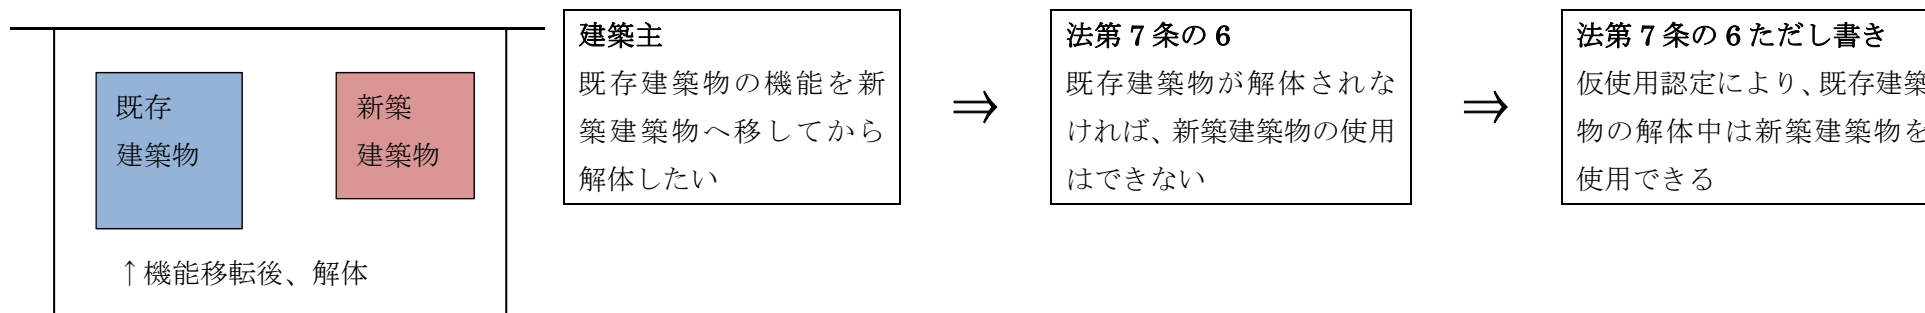 既存
建築物
新築
建築物
↑機能移転後、解体
建築主
既存建築物の機能を新
築建築物へ移してから
解体したい
⇒
法第7条の6
既存建築物が解体されな
ければ、新築建築物の使用
はできない
⇒
法第7条の6ただし書き
仮使用認定により、既存建築
物の解体中は新築建築物を
使用できる